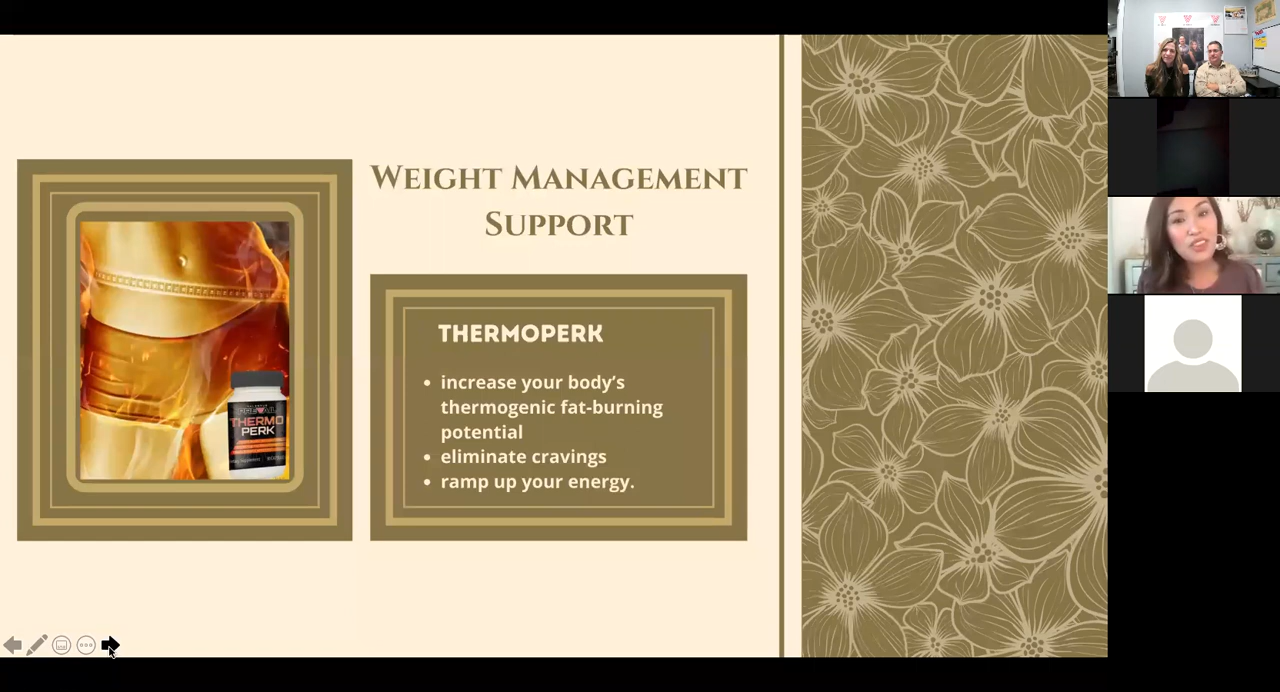 WEIGHT MANAGEMENT
SUPPORT
THERMOPERK
• increase your body's
thermogenic fat-burning
potential
• eliminate cravings
• ramp up your energy.
THERMO
PERK